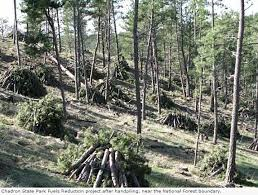 Chadron State Park Fuels Reduction project after handpiling, near the National Forest boundary.